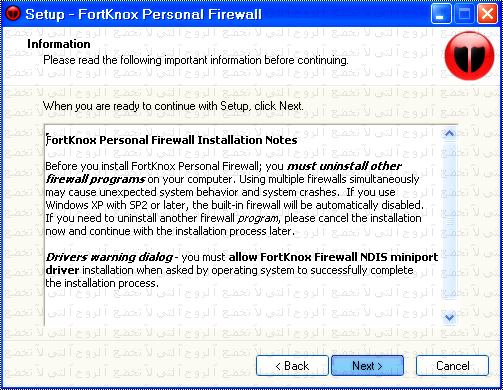 Setup - FortKnox Personal Firewall
Information
Please read the following important information before continuing.
When you are ready to continue with Setup, click Next.
FortKnox Personal Firewall Installation Notes
Before you install FortKnox Personal Firewall; you must uninstall other
firewall programs on your computer. Using multiple firewalls simultaneously
may cause unexpected system behavior and system crashes. If you use
Windows XP with SP2 or later, the built-in firewall will be automatically disabled.
If you need to uninstall another firewall program, please cancel the installation
now and continue with the installation process later.
Drivers warning dialog - you must allow FortKnox Firewall NDIS miniport
driver installation when asked by operating system to successfully complete
the installation process.
< Back
Next >
Cancel